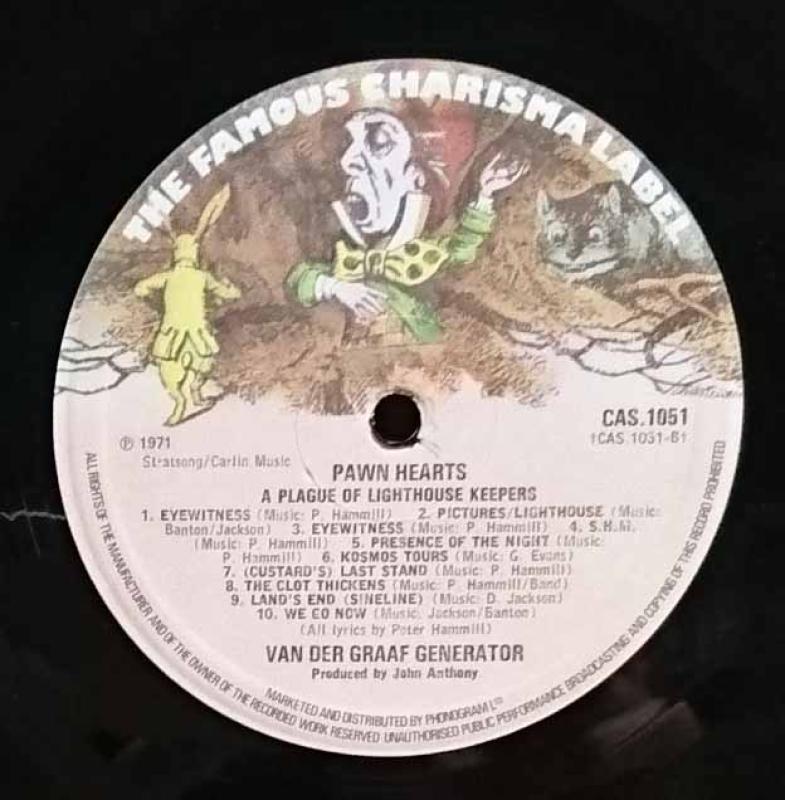 THE FAMOUS CHARISMA LABEL
CAS.1051
1CAS 1051-B1
℗ 1971
Stratsong/Carlin Music
PAWN HEARTS
A PLAGUE OF LIGHTHOUSE KEEPERS
1. EYEWITNESS (Music: P. Hammill) 2. PICTURES/LIGHTHOUSE (Music:
Banton/Jackson) 3. EYEWITNESS (Music: P. Hammill) 4. S.H.M.
(Music: P. Hammill) 5. PRESENCE OF THE NIGHT (Music:
P. Hammill) 6. KOSMOS TOURS (Music: G. Evans)
7. (CUSTARD'S) LAST STAND (Music: P. Hammill)
8. THE CLOT THICKENS (Music: P. Hammill/Band)
9. LAND'S END (SINELINE) (Music: D. Jackson)
10. WE GO NOW (Music: Jackson/Banton)
(All lyrics by Peter Hammill)
VAN DER GRAAF GENERATOR
Produced by John Anthony
ALL RIGHTS OF THE MANUFACTURER AND OF THE OWNER OF THE RECORDED WORK RESERVED UNAUTHORISED PUBLIC PERFORMANCE BROADCASTING AND COPYING OF THIS RECORD PROHIBITED
MARKETED AND DISTRIBUTED BY PHONOGRAM LTD